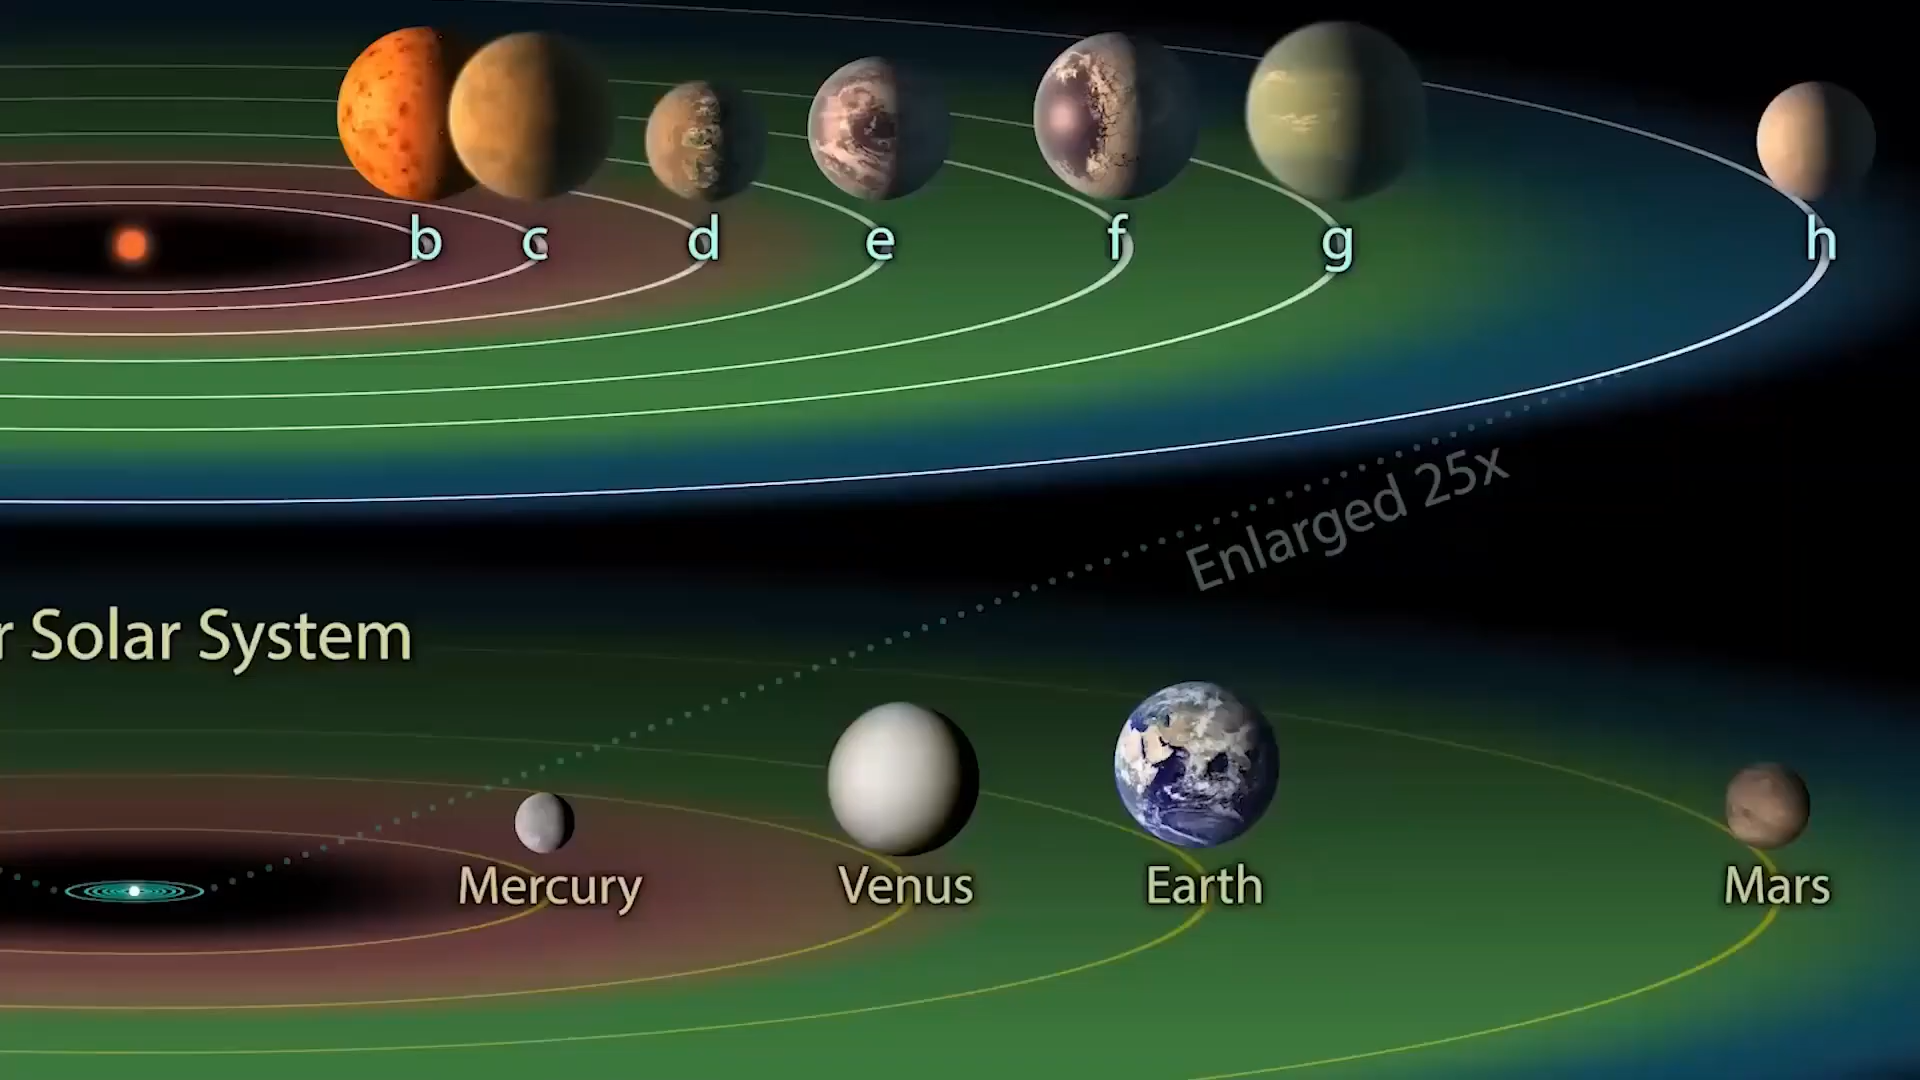 b c d e f g h
Enlarged 25x
r Solar System
Mercury Venus Earth Mars